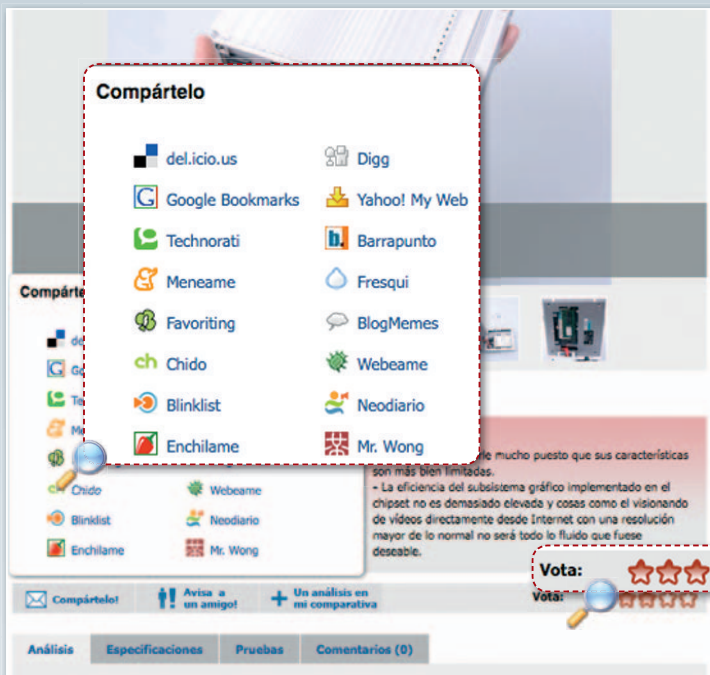 Compártelo
del.icio.us
Digg
Google Bookmarks
Yahoo! My Web
Technorati
Barrapunto
Meneame
Fresqui
Favoriting
BlogMemes
Chido
Webeame
Blinklist
Neodiario
Enchilame
Mr. Wong
Compárte
de
Go
Te
Me
Chido
Webeame
Blinklist
Neodiario
Enchilame
Mr. Wong
mucho puesto que sus características
son más bien limitadas.
- La eficiencia del subsistema gráfico implementado en el
chipset no es demasiado elevada y cosas como el visionando
de vídeos directamente desde Internet con una resolución
mayor de lo normal no será todo lo fluido que fuese
deseable.
Vota:
Vota:
Compártelo!
Avisa a
un amigo!
Un análisis en
mi comparativa
Análisis
Especificaciones
Pruebas
Comentarios (0)